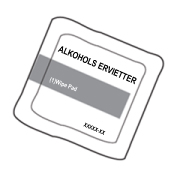 ALKOHOLS ERVIETTER
(1)Wipe Pad
XXXXX-XX